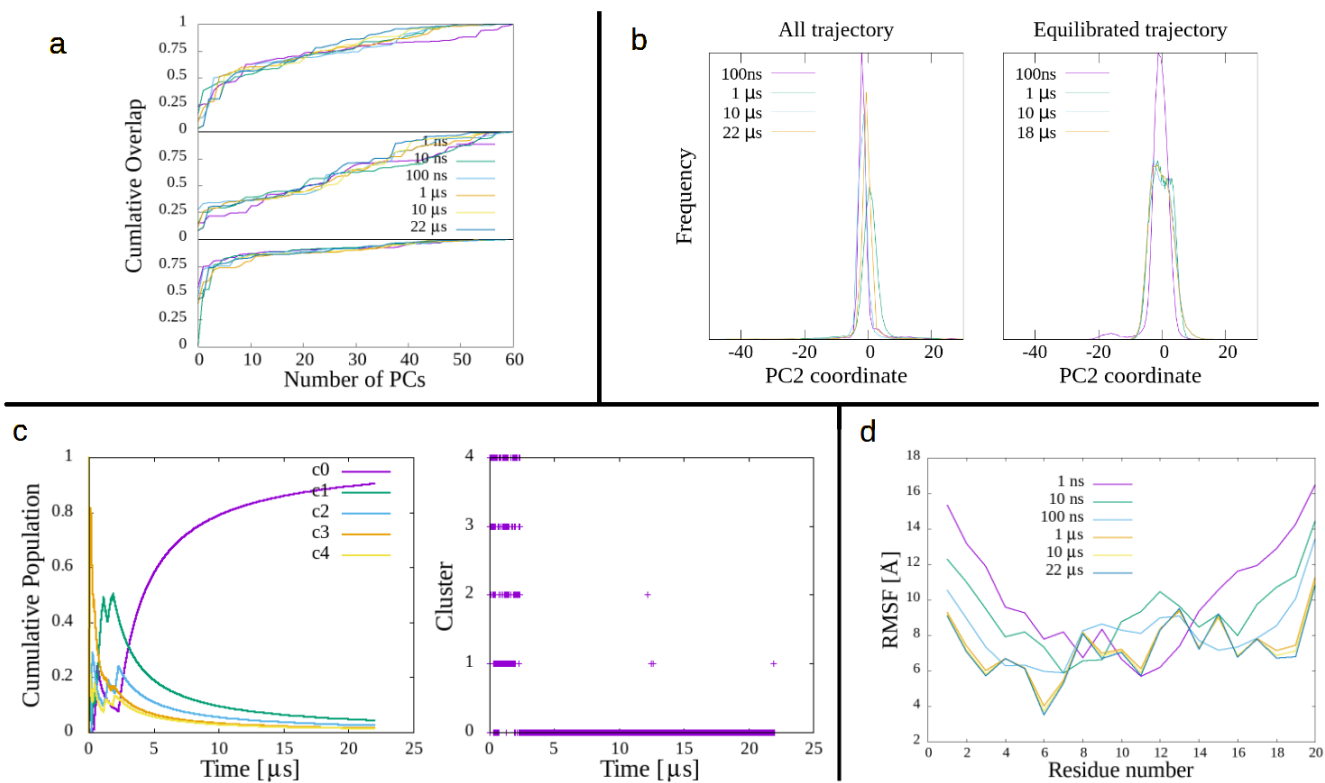 a
Cumlative Overlap
1
0.75
0.5
0.25
0
0.75
0.5
0.25
0
0.75
0.5
0.25
0
1 ns
10 ns
100 ns
1 µs
10 µs
22 µs
0 10 20 30 40 50 60
Number of PCs
b
All trajectory
Frequency
100ns
1 µs
10 µs
22 µs
-40 -20 0 20
PC2 coordinate
Equilibrated trajectory
100ns
1 µs
10 µs
18 µs
-40 -20 0 20
PC2 coordinate
c
Cumulative Population
1
0.8
0.6
0.4
0.2
0
c0
c1
c2
c3
c4
0 5 10 15 20 25
Time [µs]
Cluster
4
3
2
1
0
0 5 10 15 20 25
Time [µs]
d
RMSF [Å]
18
16
14
12
10
8
6
4
2
1 ns
10 ns
100 ns
1 µs
10 µs
22 µs
0 2 4 6 8 10 12 14 16 18 20
Residue number